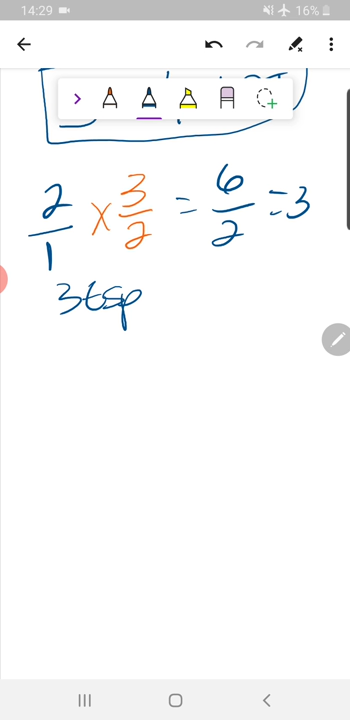 14:29 16%
2/1 × 3/2 = 6/2 = 3
3tsp